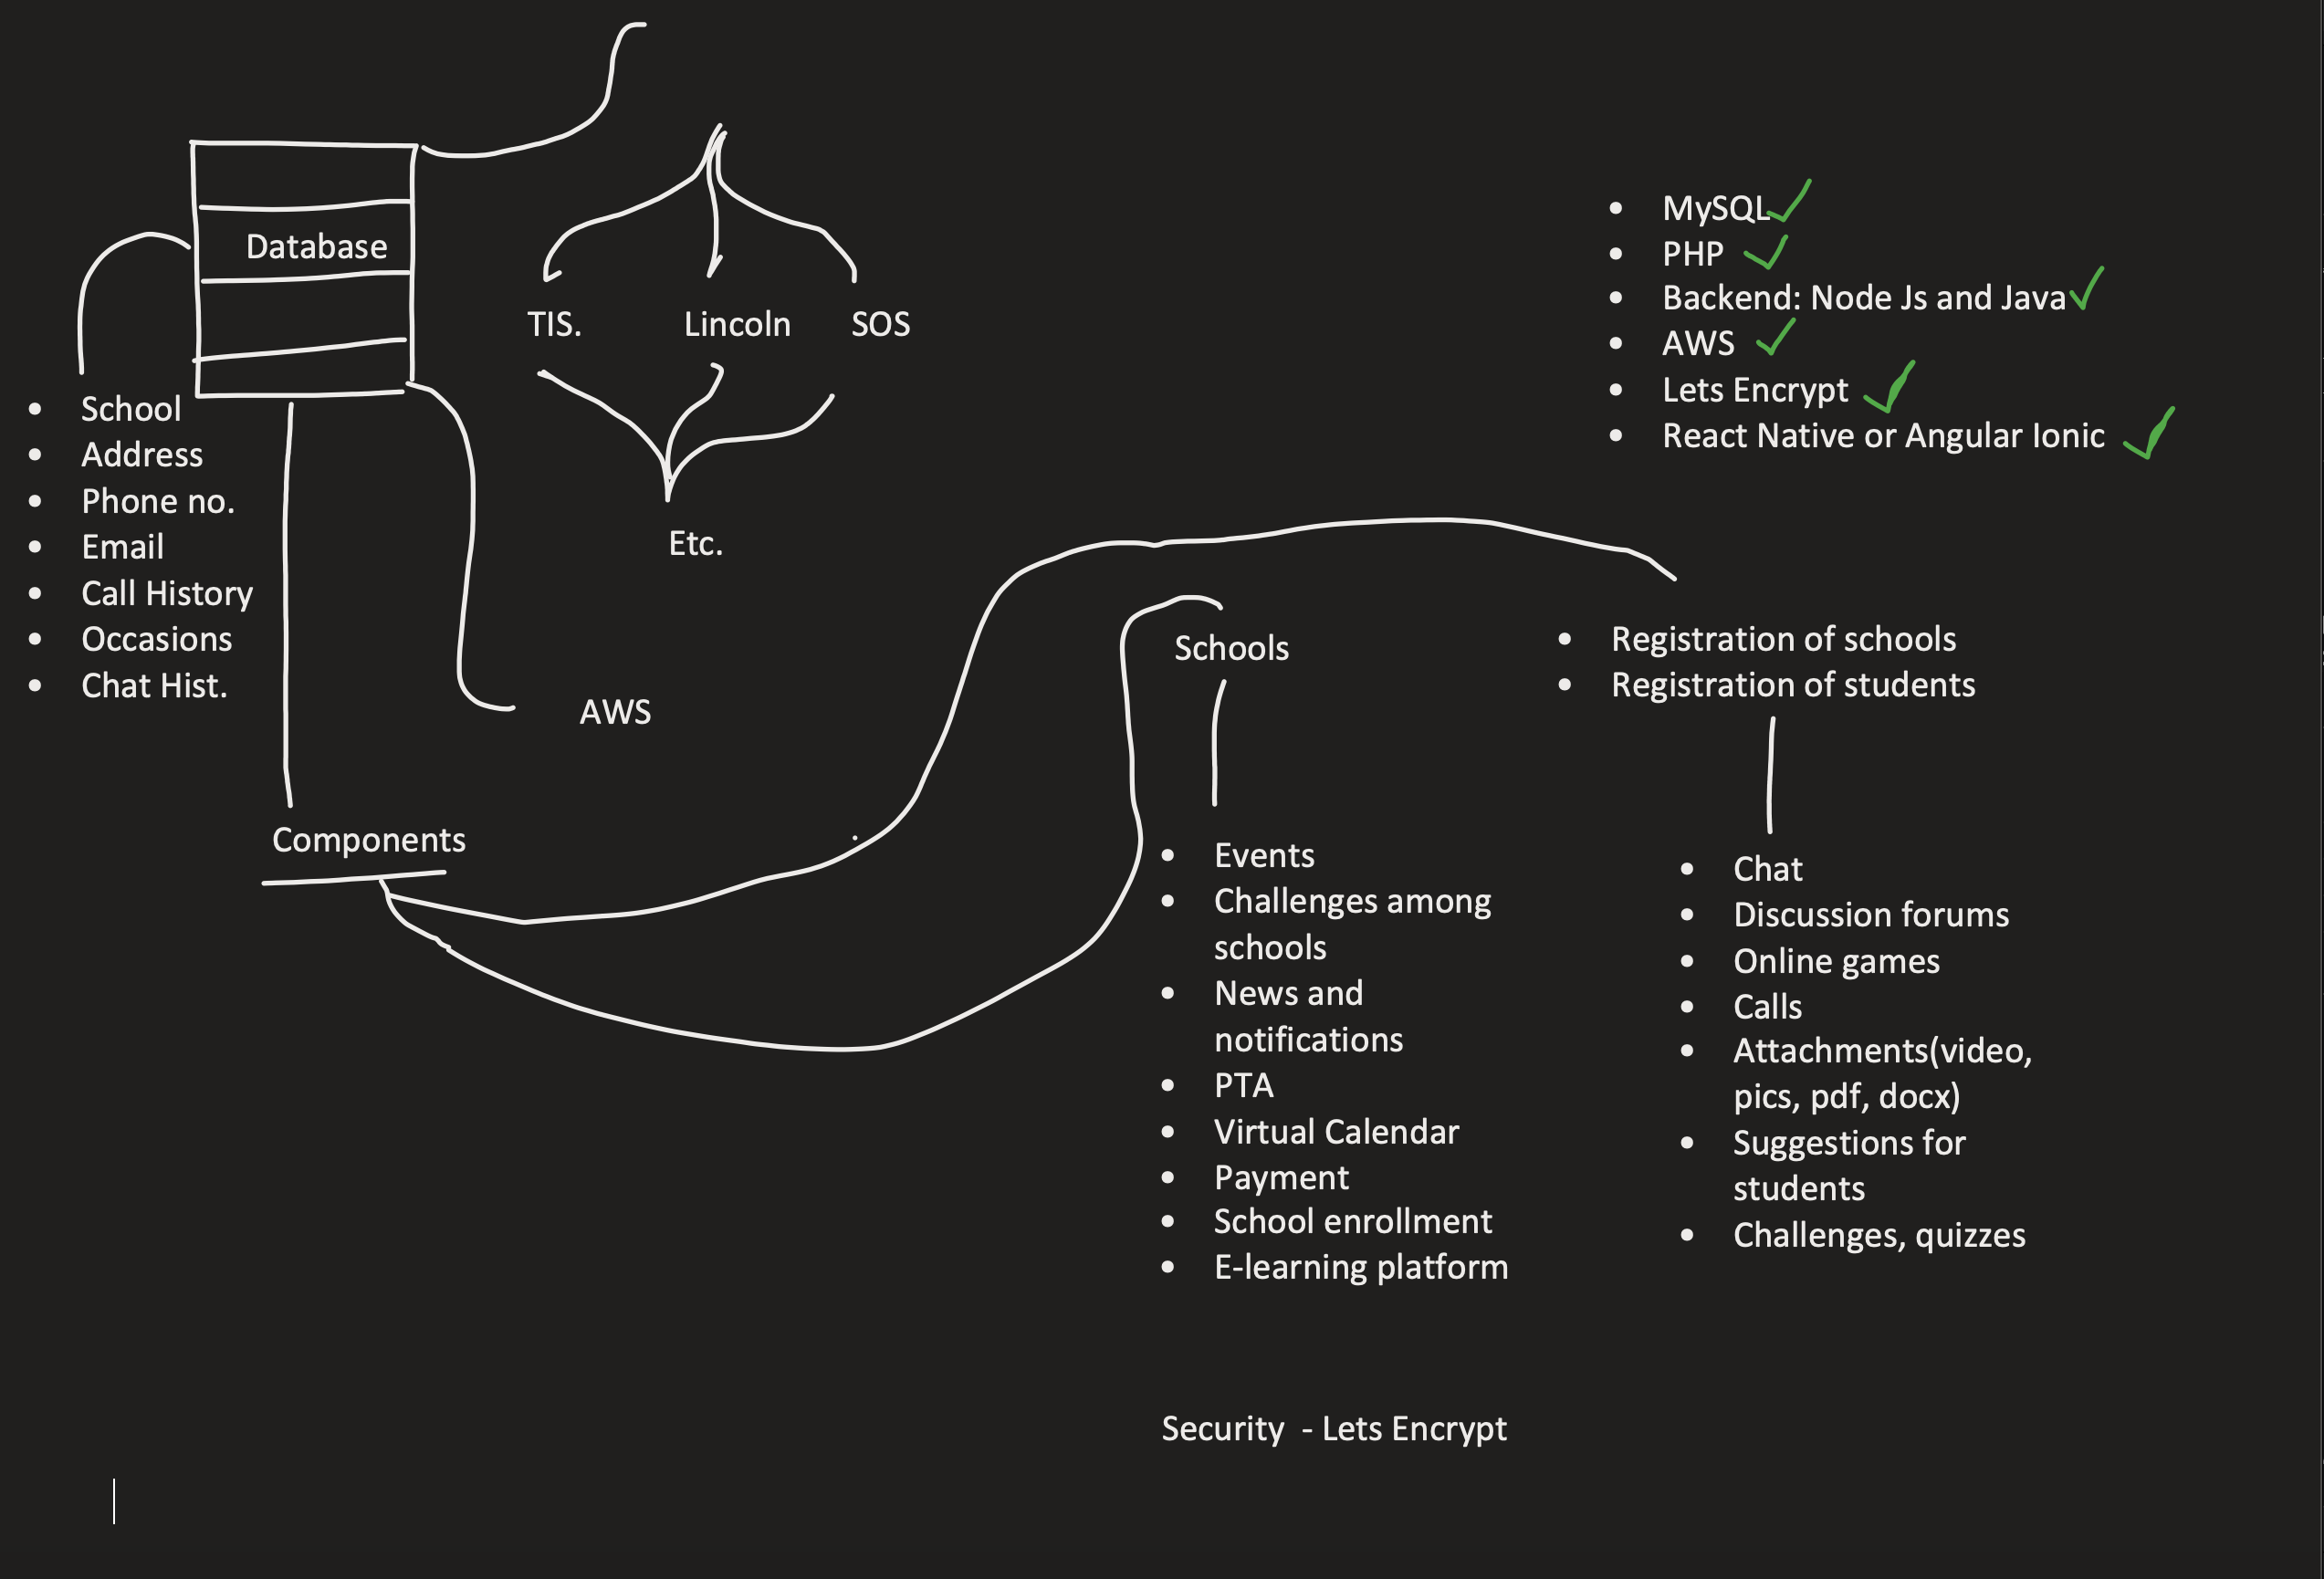 Database
• School
• Address
• Phone no.
• Email
• Call History
• Occasions
• Chat Hist.
TIS.
Lincoln
SOS
Etc.
AWS
Components
• MySQL
• PHP
• Backend: Node Js and Java
• AWS
• Lets Encrypt
• React Native or Angular Ionic
Schools
• Events
• Challenges among
schools
• News and
notifications
• PTA
• Virtual Calendar
• Payment
• School enrollment
• E-learning platform
• Registration of schools
• Registration of students
• Chat
• Discussion forums
• Online games
• Calls
• Attachments(video,
pics, pdf, docx)
• Suggestions for
students
• Challenges, quizzes
Security - Lets Encrypt